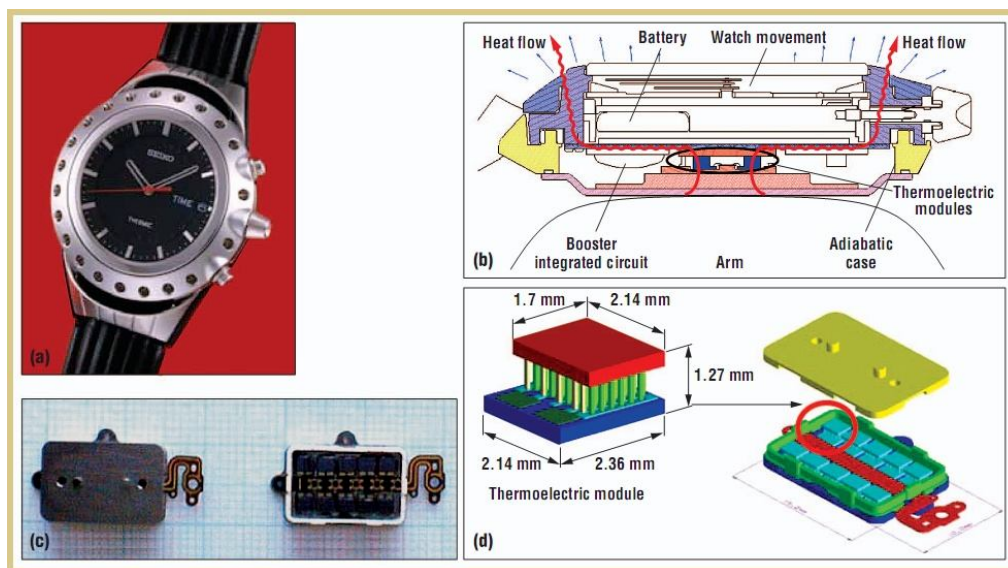 SEIKO
TIME
THERMIC
(a)
Heat flow
Battery
Watch movement
Heat flow
Thermoelectric
modules
Booster
integrated circuit
Arm
Adiabatic
case
(b)
(c)
1.7 mm
2.14 mm
1.27 mm
2.14 mm
2.36 mm
Thermoelectric module
(d)